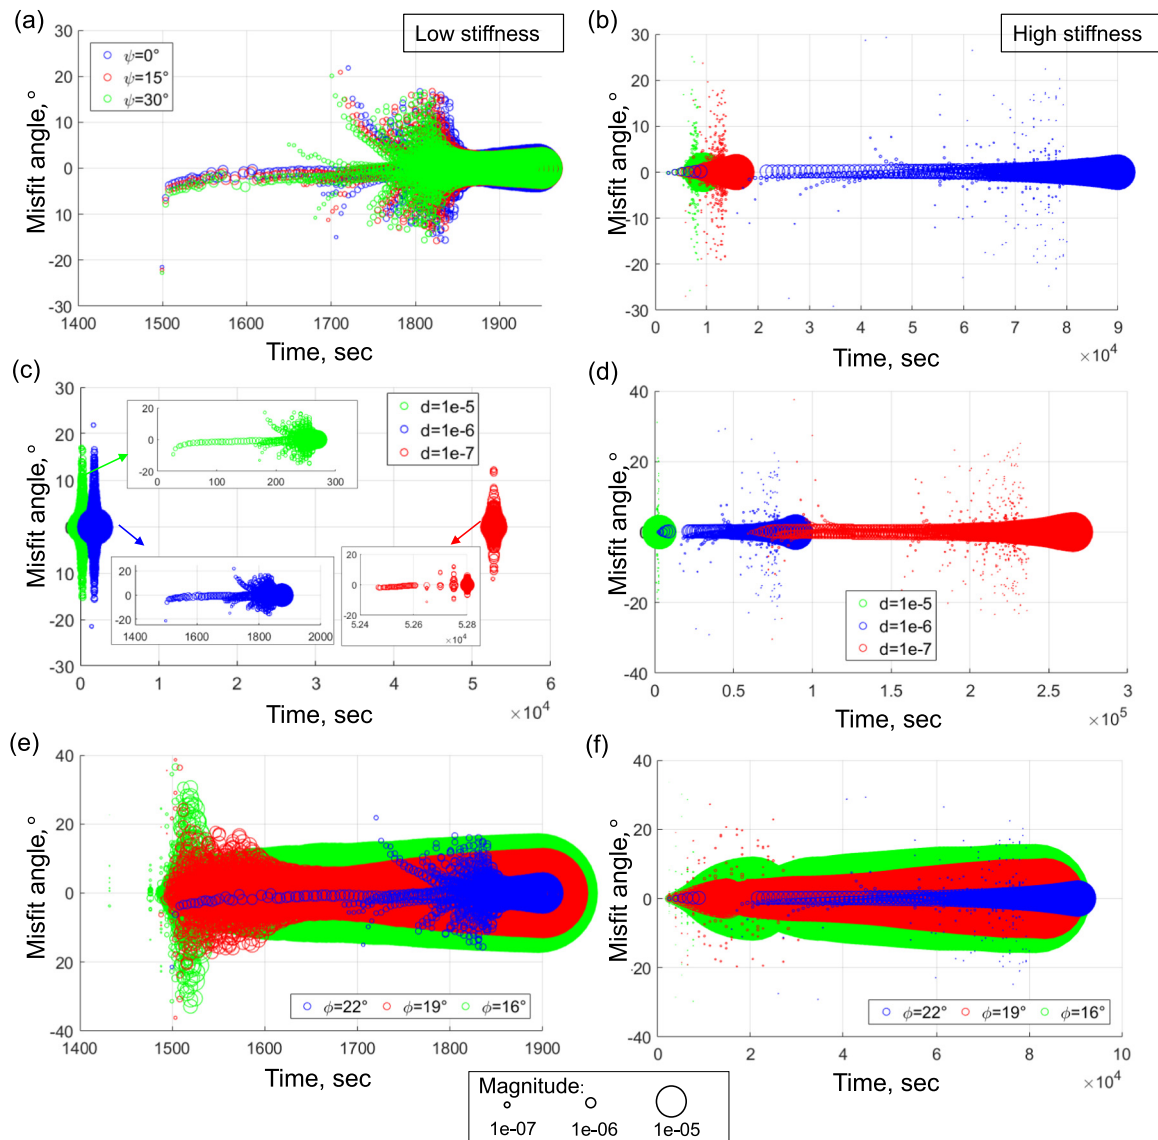 (a)
Low stiffness
30
20
10
0
10
-20
-30
Misfit angle, °
ψ=0°
ψ=15°
ψ=30°
1400 1500 1600 1700 1800 1900
Time, sec
(b)
High stiffness
30
20
10
0
-10
-20
-30
Misfit angle, °
0 1 2 3 4 5 6 7 8 9
×10⁴
Time, sec
(c)
30
20
10
0
10
-20
-30
Misfit angle, °
d=1e-5
d=1e-6
d=1e-7
20
0
-20
100 200 300
20
0
-20
1400 1600 1800 2000
20
0
-20
5.24 5.26 5.28
×10⁴
0 1 2 3 4 5 6
×10⁴
Time, sec
(d)
40
20
0
-20
-40
Misfit angle, °
d=1e-5
d=1e-6
d=1e-7
0 0.5 1 1.5 2 2.5 3
×10⁵
Time, sec
(e)
40
20
0
20
-40
Misfit angle, °
ϕ=22° ϕ=19° ϕ=16°
1400 1500 1600 1700 1800 1900
Time, sec
(f)
40
20
0
-20
-40
Misfit angle, °
ϕ=22° ϕ=19° ϕ=16°
0 2 4 6 8 10
×10⁴
Time, sec
Magnitude:
1e-07 1e-06 1e-05